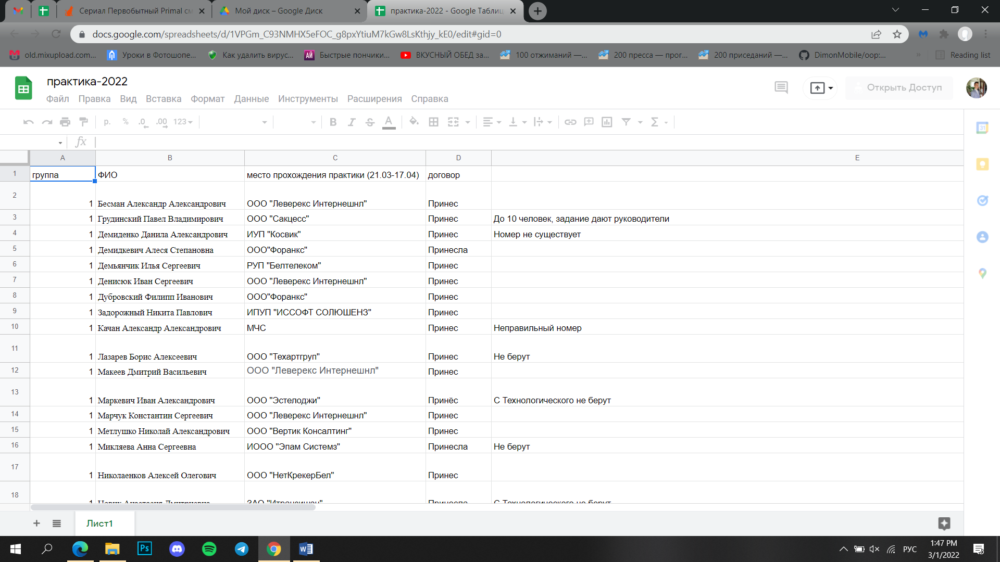 Сериал Первобытный Primal см
Мой диск – Google Диск
практика-2022 - Google Таблиц
docs.google.com/spreadsheets/d/1VPGm_C93NMHX5eFOC_g8pxYtiuM7kGw8LsKthjy_kE0/edit#gid=0
old.mixupload.com... Уроки в Фотошопе... Как удалить вирус... АЙ Быстрые пончики... ВКУСНЫЙ ОБЕД за... 100 отжиманий —... 200 пресса — прог... 200 приседаний —... DimonMobile/oop:... » Reading list
практика-2022
Файл Правка Вид Вставка Формат Данные Инструменты Расширения Справка
Открыть Доступ
р. % .0 .00 123 B I S A Σ
31
fx
A B C D E
1 группа ФИО место прохождения практики (21.03-17.04) договор
2 1 Бесман Александр Александрович ООО "Леверекс Интернешнл" Принес
3 1 Грудинский Павел Владимирович ООО "Сакцесс" Принес До 10 человек, задание дают руководители
4 1 Демиденко Данила Александрович ИУП "Косвик" Принес Номер не существует
5 1 Демидкевич Алеся Степановна ООО"Форанкс" Принесла
6 1 Демьянчик Илья Сергеевич РУП "Белтелеком" Принес
7 1 Денисюк Иван Сергеевич ООО "Леверекс Интернешнл" Принес
8 1 Дубровский Филипп Иванович ООО"Форанкс" Принес
9 1 Задорожный Никита Павлович ИПУП "ИССОФТ СОЛЮШЕНЗ" Принес
10 1 Качан Александр Александрович МЧС Принес Неправильный номер
11 1 Лазарев Борис Алексеевич ООО "Техартгруп" Принес Не берут
12 1 Макеев Дмитрий Васильевич ООО "Леверекс Интернешнл" Принес
13 1 Маркевич Иван Александрович ООО "Эстелоджи" Принёс С Технологического не берут
14 1 Марчук Константин Сергеевич ООО "Леверекс Интернешнл" Принес
15 1 Метлушко Николай Александрович ООО "Вертик Консалтинг" Принес
16 1 Микляева Анна Сергеевна ИООО "Эпам Системз" Принесла Не берут
17 1 Николаенков Алексей Олегович ООО "НетКрекерБел" Принес
18 1 Новик Анастасия Дмитриевна ЗАО "Итранзишэн" Принесла С Технологического не берут
Лист1
Ps
W
РУС
1:47 PM
3/1/2022